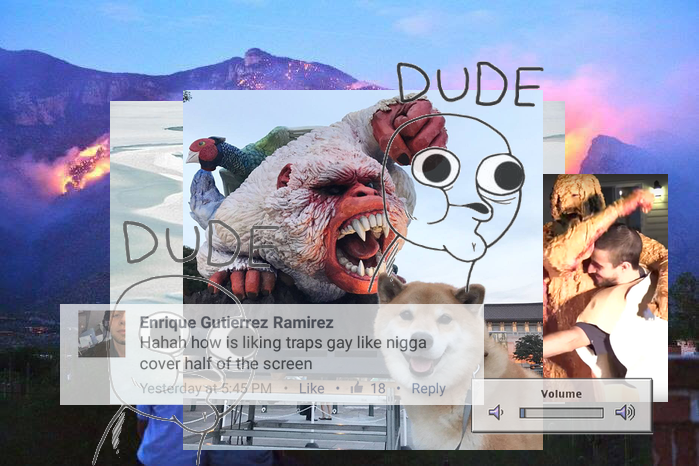 DUDE
DUDE
Enrique Gutierrez Ramirez
Hahah how is liking traps gay like nigga
cover half of the screen
Yesterday at 5:45 PM • Like • 18 • Reply
Volume